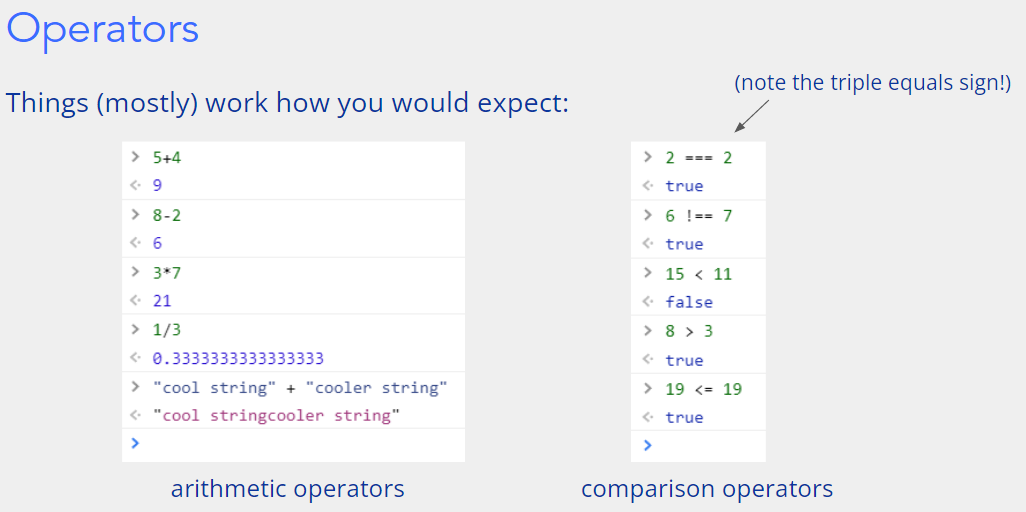 Operators
Things (mostly) work how you would expect:
(note the triple equals sign!)
> 5+4
9
> 8-2
6
> 3*7
21
> 1/3
0.3333333333333333
> "cool string" + "cooler string"
"cool stringcooler string"
>
arithmetic operators
> 2 === 2
true
> 6 !== 7
true
> 15 < 11
false
> 8 > 3
true
> 19 <= 19
true
>
comparison operators